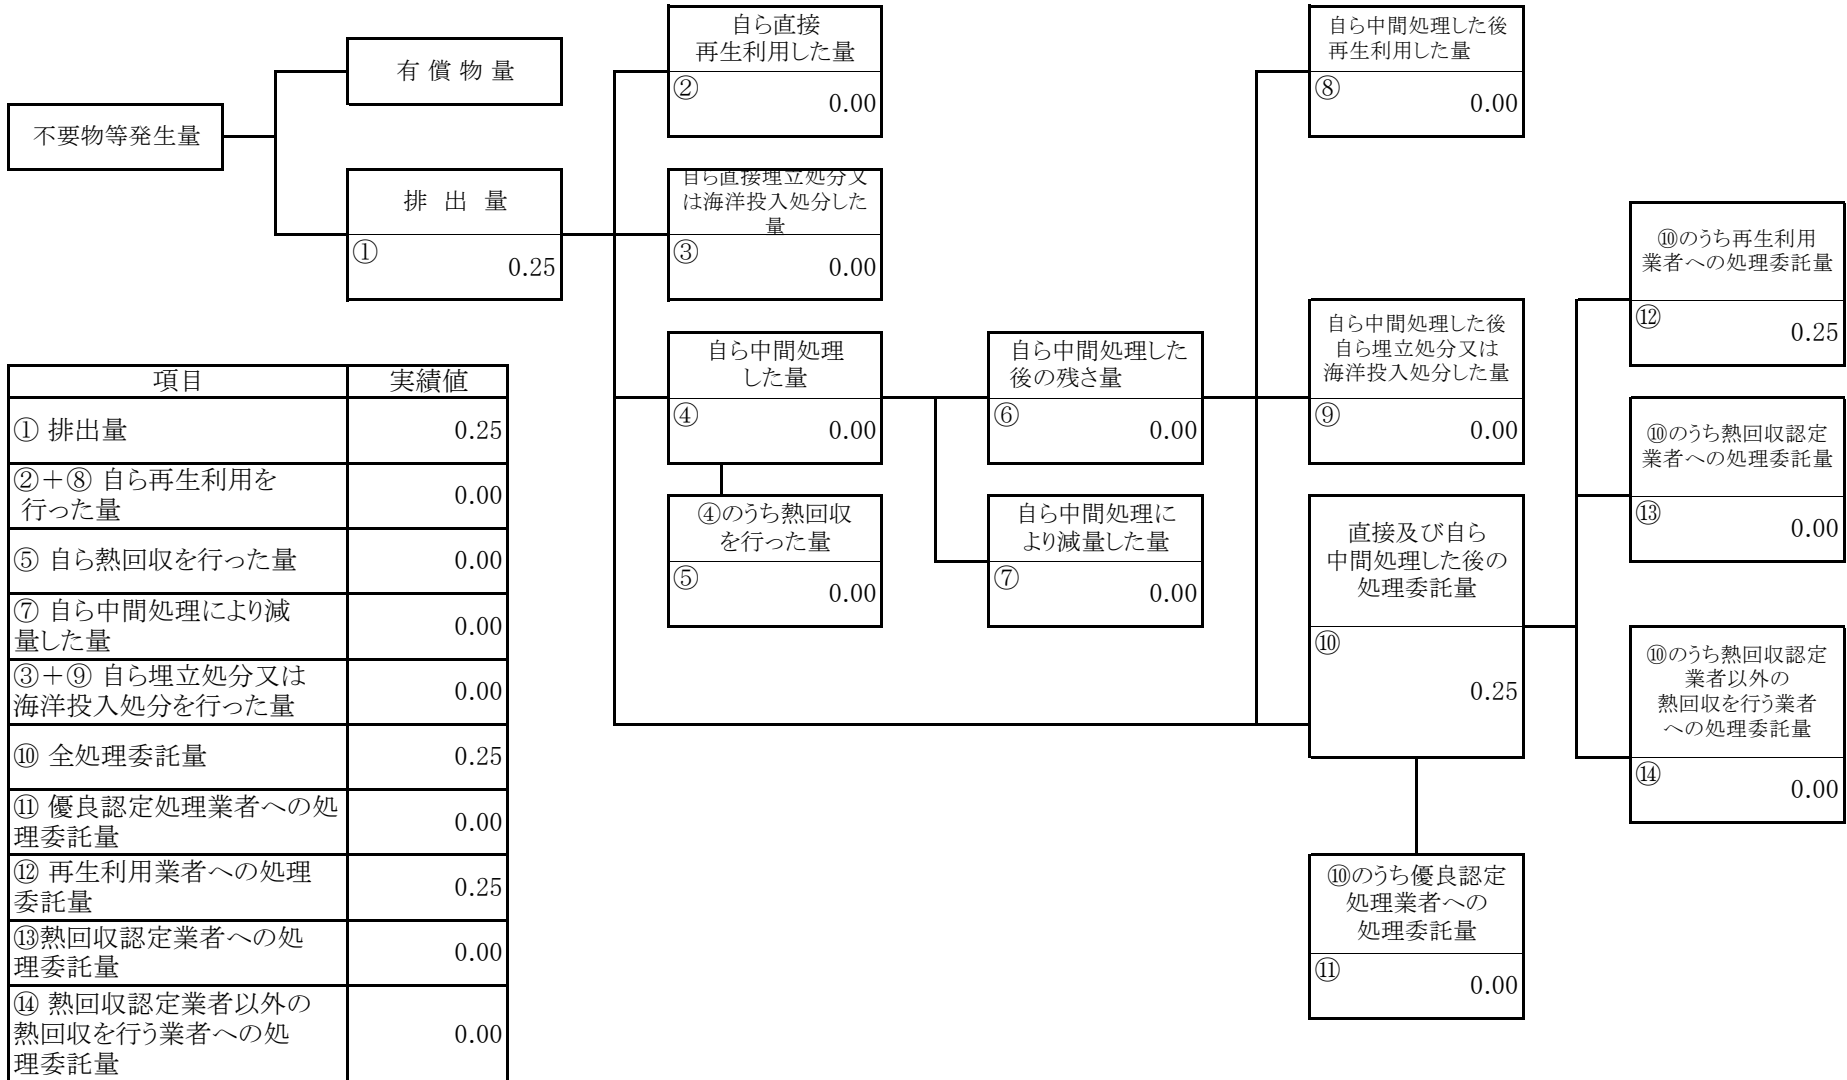 不要物等発生量
有 償 物 量
排 出 量
①
0.25
自ら直接
再生利用した量
②
0.00
自ら直接埋立処分又
は海洋投入処分した
量
③
0.00
自ら中間処理
した量
④
0.00
④のうち熱回収
を行った量
⑤
0.00
自ら中間処理した
後の残さ量
⑥
0.00
自ら中間処理に
より減量した量
⑦
0.00
自ら中間処理した後
再生利用した量
⑧
0.00
自ら中間処理した後
自ら埋立処分又は
海洋投入処分した量
⑨
0.00
直接及び自ら
中間処理した後の
処理委託量
⑩
0.25
⑩のうち優良認定
処理業者への
処理委託量
⑪
0.00
⑩のうち再生利用
業者への処理委託量
⑫
0.25
⑩のうち熱回収認定
業者への処理委託量
⑬
0.00
⑩のうち熱回収認定
業者以外の
熱回収を行う業者
への処理委託量
⑭
0.00
項目 実績値
① 排出量 0.25
②+⑧ 自ら再生利用を
行った量 0.00
⑤ 自ら熱回収を行った量 0.00
⑦ 自ら中間処理により減
量した量 0.00
③+⑨ 自ら埋立処分又は
海洋投入処分を行った量 0.00
⑩ 全処理委託量 0.25
⑪ 優良認定処理業者への処
理委託量 0.00
⑫ 再生利用業者への処理
委託量 0.25
⑬熱回収認定業者への処
理委託量 0.00
⑭ 熱回収認定業者以外の
熱回収を行う業者への処
理委託量 0.00